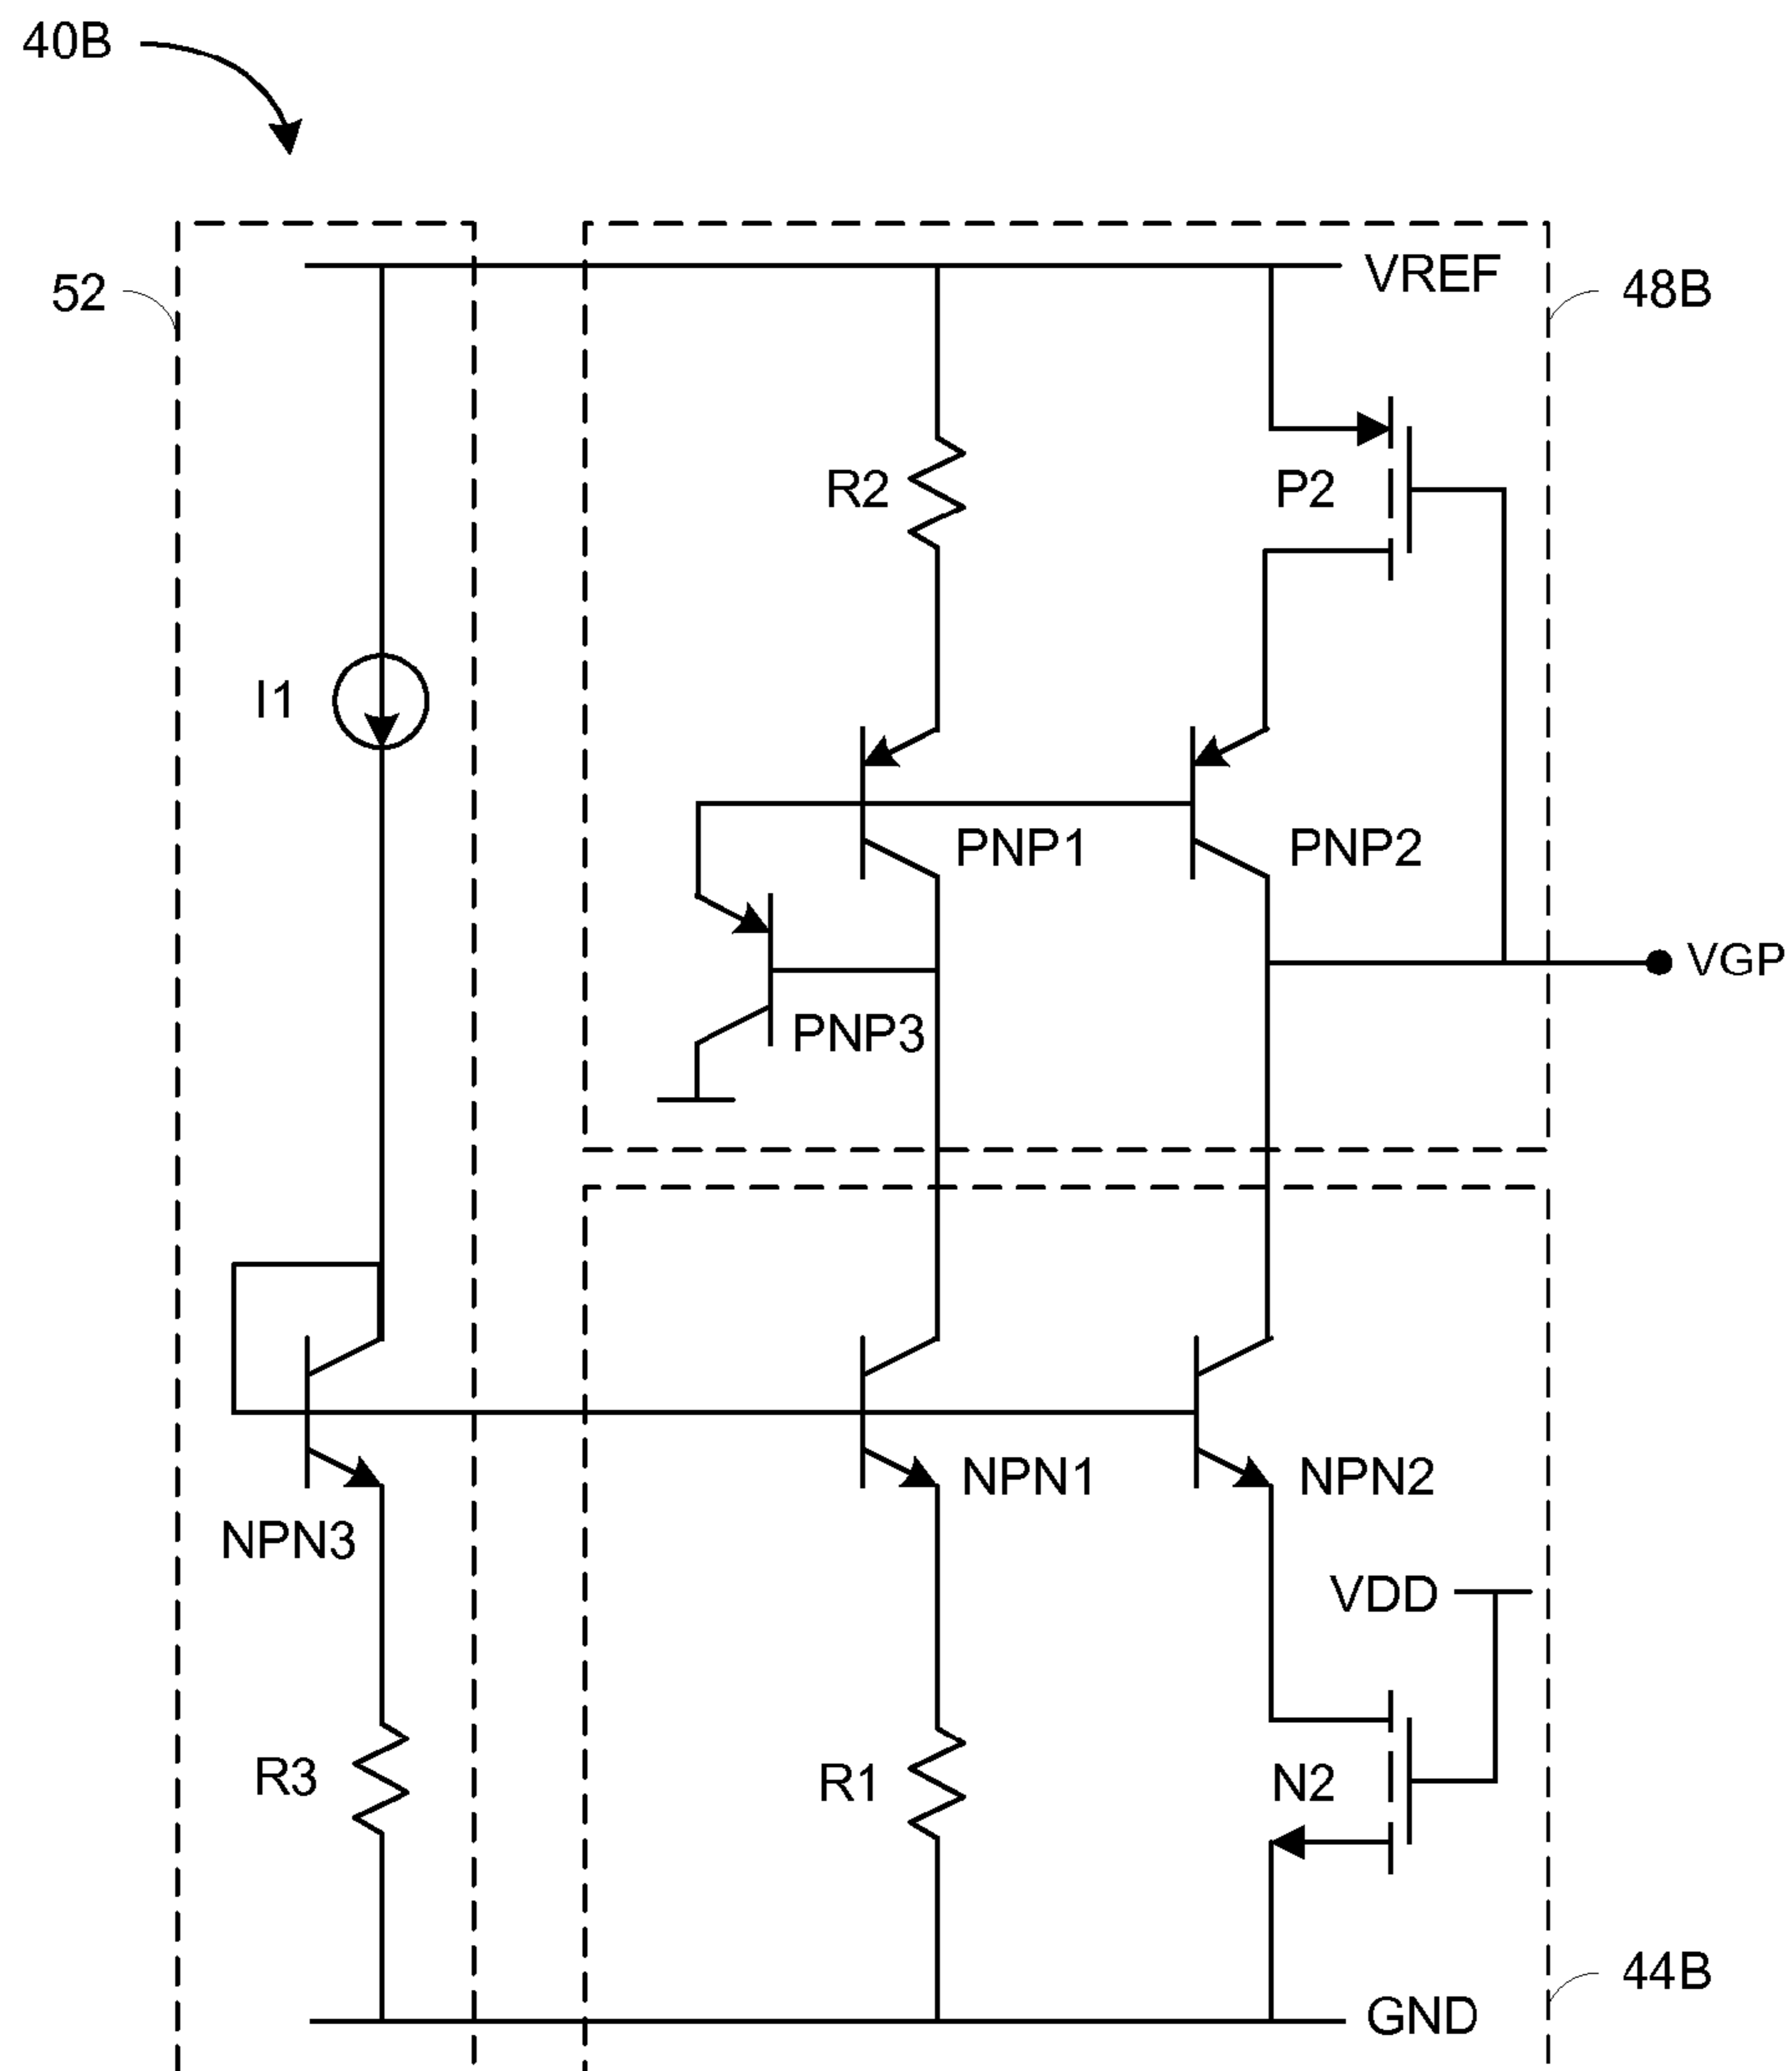 40B
VREF
52
48B
R2
P2
I1
PNP1
PNP2
VGP
PNP3
NPN1
NPN2
NPN3
VDD
R3
R1
N2
44B
GND